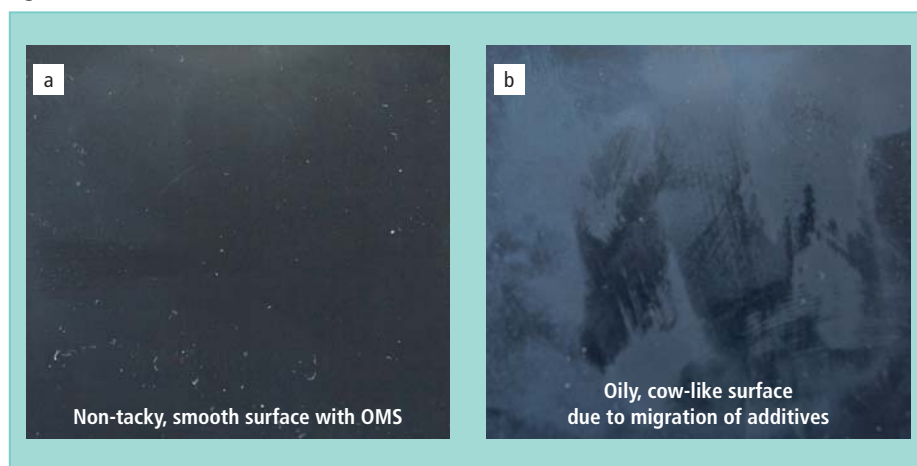 a
b
Non-tacky, smooth surface with OMS
Oily, cow-like surface
due to migration of additives